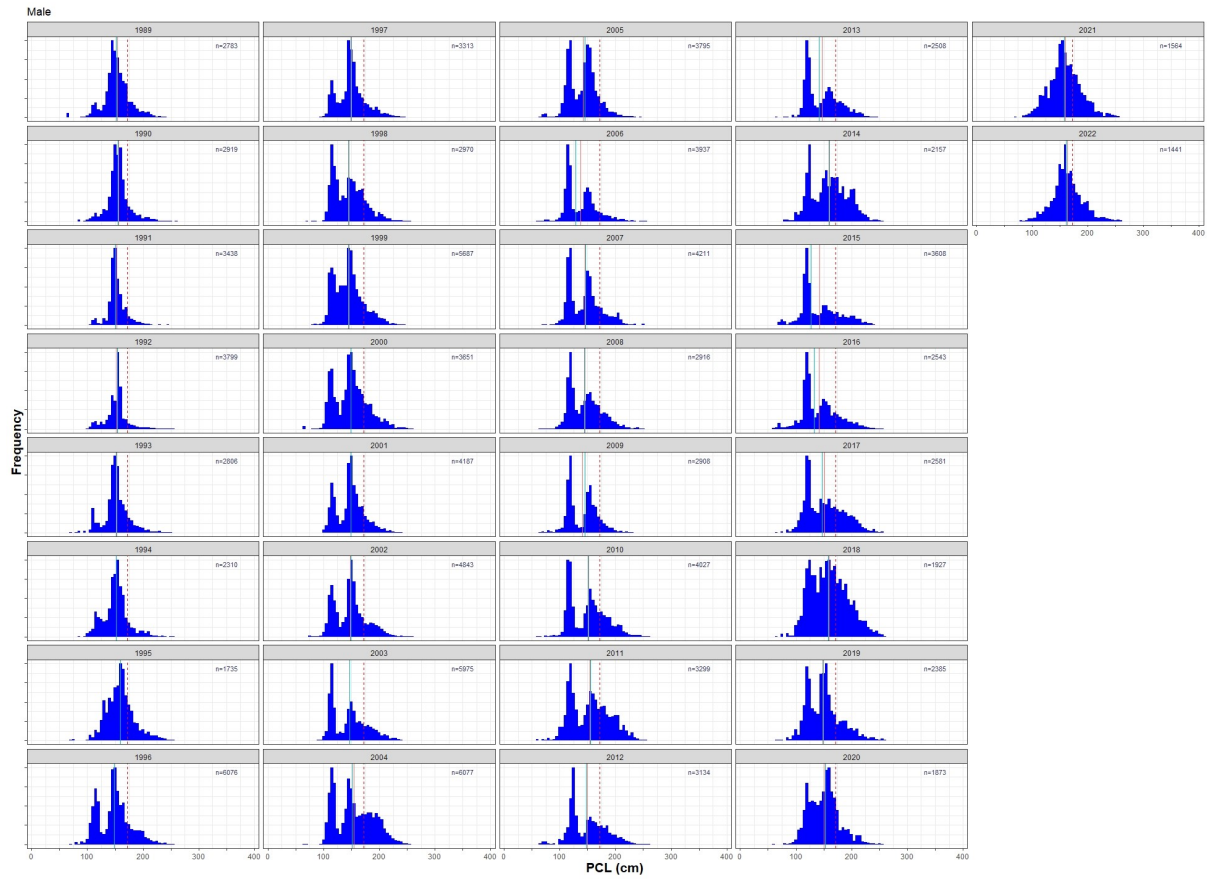 Male
1989 1997 2005 2013 2021
n=2783 n=3313 n=3795 n=2508 n=1564
1990 1998 2006 2014 2022
n=2919 n=2970 n=3937 n=2157 n=1441
1991 1999 2007 2015
0 100 200 300 400
n=3438 n=5687 n=4211 n=3608
1992 2000 2008 2016
n=3799 n=3651 n=2916 n=2543
1993 2001 2009 2017
n=2806 n=4187 n=2908 n=2581
Frequency
1994 2002 2010 2018
n=2310 n=4843 n=4027 n=1927
1995 2003 2011 2019
n=1735 n=5975 n=3299 n=2385
1996 2004 2012 2020
n=6076 n=6077 n=3134 n=1873
0 100 200 300 400 0 100 200 300 400 0 100 200 300 400 0 100 200 300 400
PCL (cm)